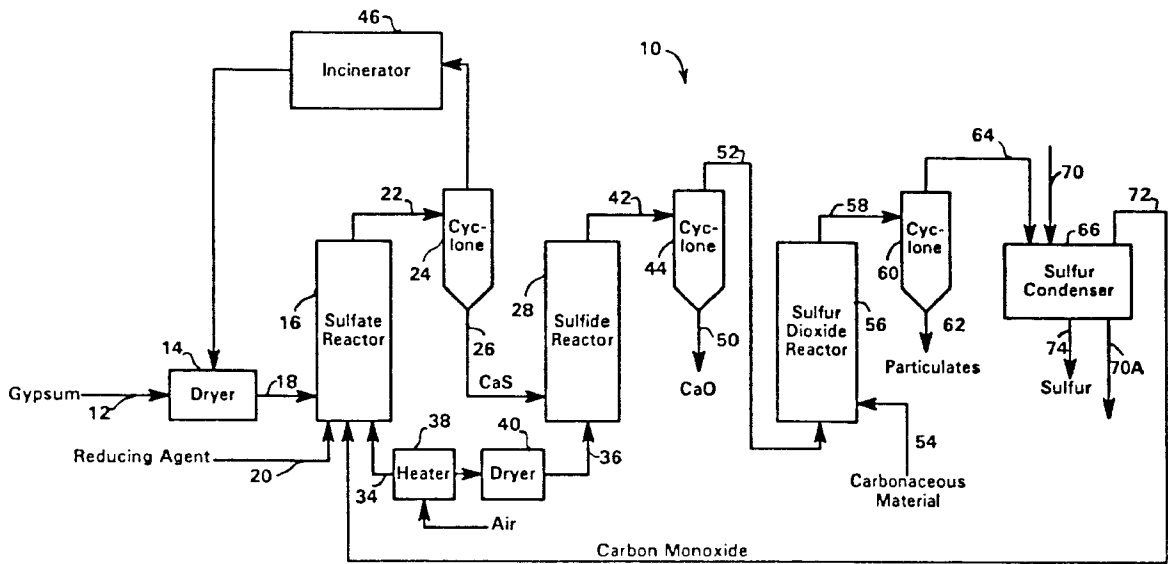 46
Incinerator
10
22
Cyc-
lone
24
42
Cyc-
lone
44
52
58
Cyc-
lone
60
64
70
72
66
Sulfur
Condenser
16
Sulfate
Reactor
26
CaS
28
Sulfide
Reactor
50
CaO
Sulfur
Dioxide
Reactor
56
62
Particulates
74
Sulfur
70A
14
Gypsum
12
Dryer
18
Reducing Agent
20
34
38
Heater
40
Dryer
36
Air
54
Carbonaceous
Material
Carbon Monoxide